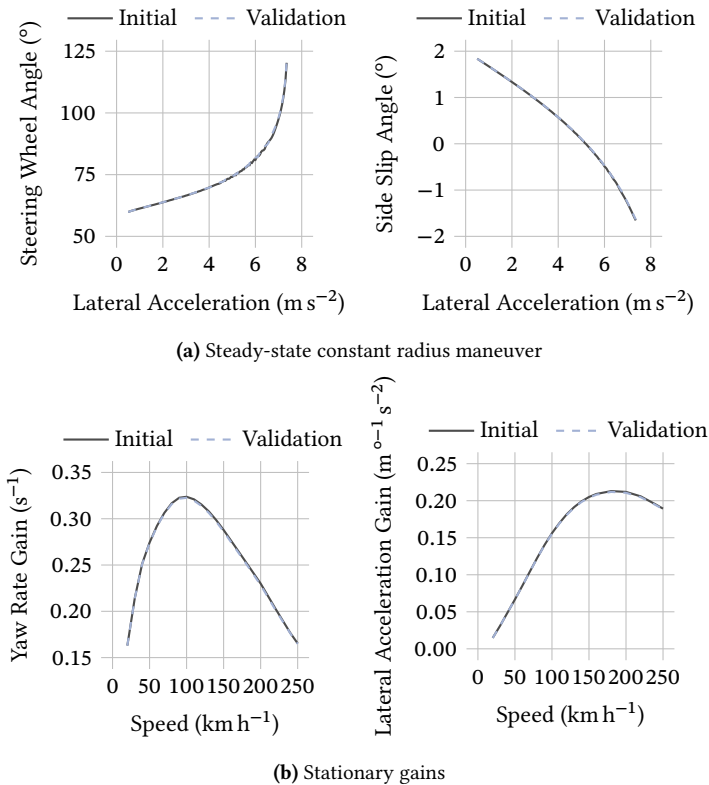 Initial Validation
Steering Wheel Angle (°)
125
100
75
50
0 2 4 6 8
Lateral Acceleration (m s⁻²)
Initial Validation
Side Slip Angle (°)
2
1
0
−1
−2
0 2 4 6 8
Lateral Acceleration (m s⁻²)
(a) Steady-state constant radius maneuver
Initial Validation
Yaw Rate Gain (s⁻¹)
0.35
0.30
0.25
0.20
0.15
0 50 100 150 200 250
Speed (km h⁻¹)
Initial Validation
Lateral Acceleration Gain (m °⁻¹ s⁻²)
0.25
0.20
0.15
0.10
0.05
0.00
0 50 100 150 200 250
Speed (km h⁻¹)
(b) Stationary gains